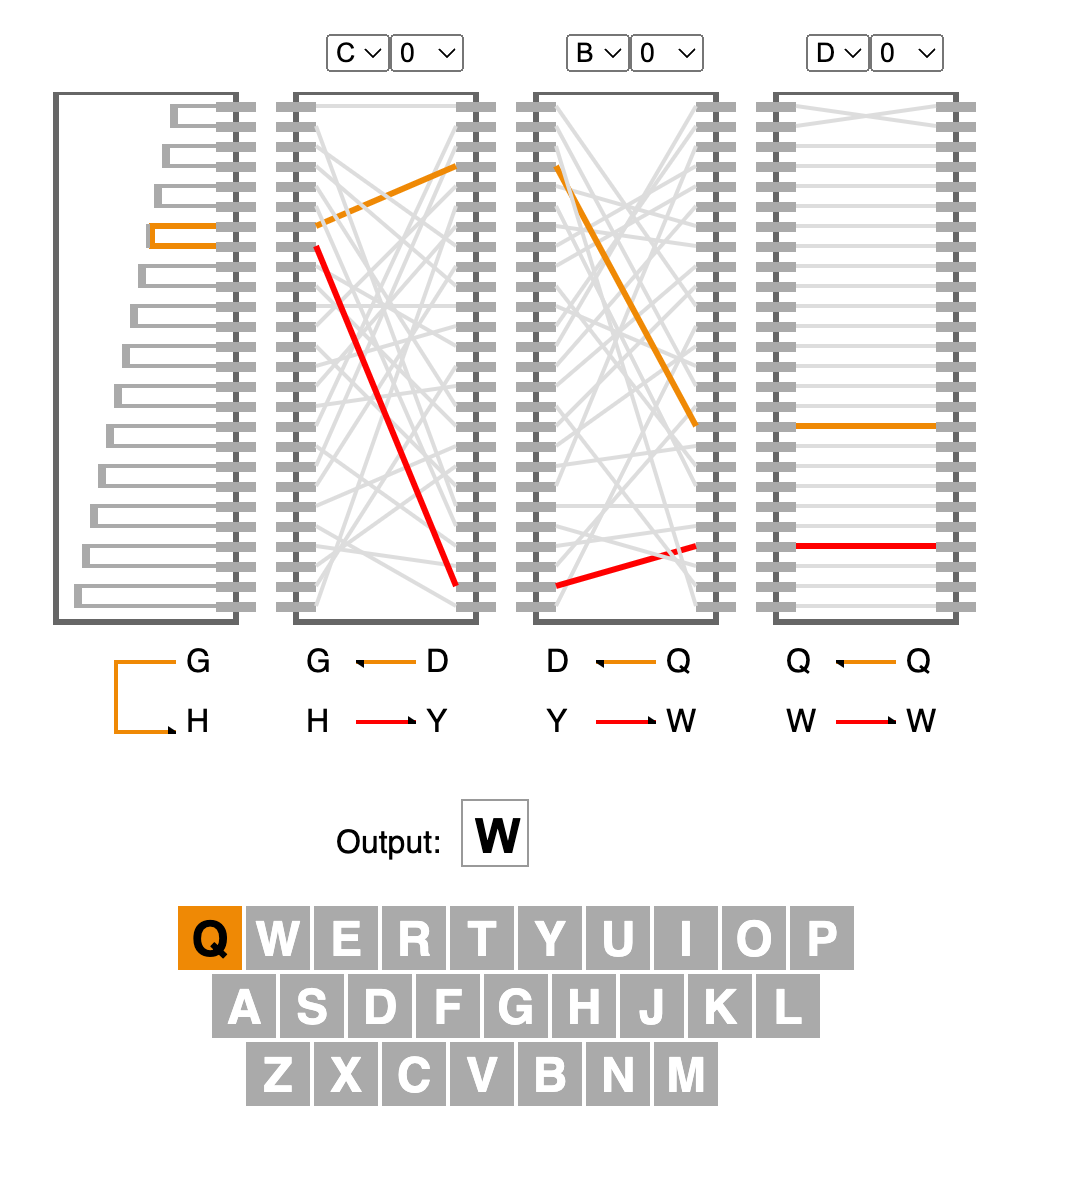 C 0 B 0 D 0
G G D D Q Q Q
H H Y Y W W W
Output: W
Q W E R T Y U I O P
A S D F G H J K L
Z X C V B N M